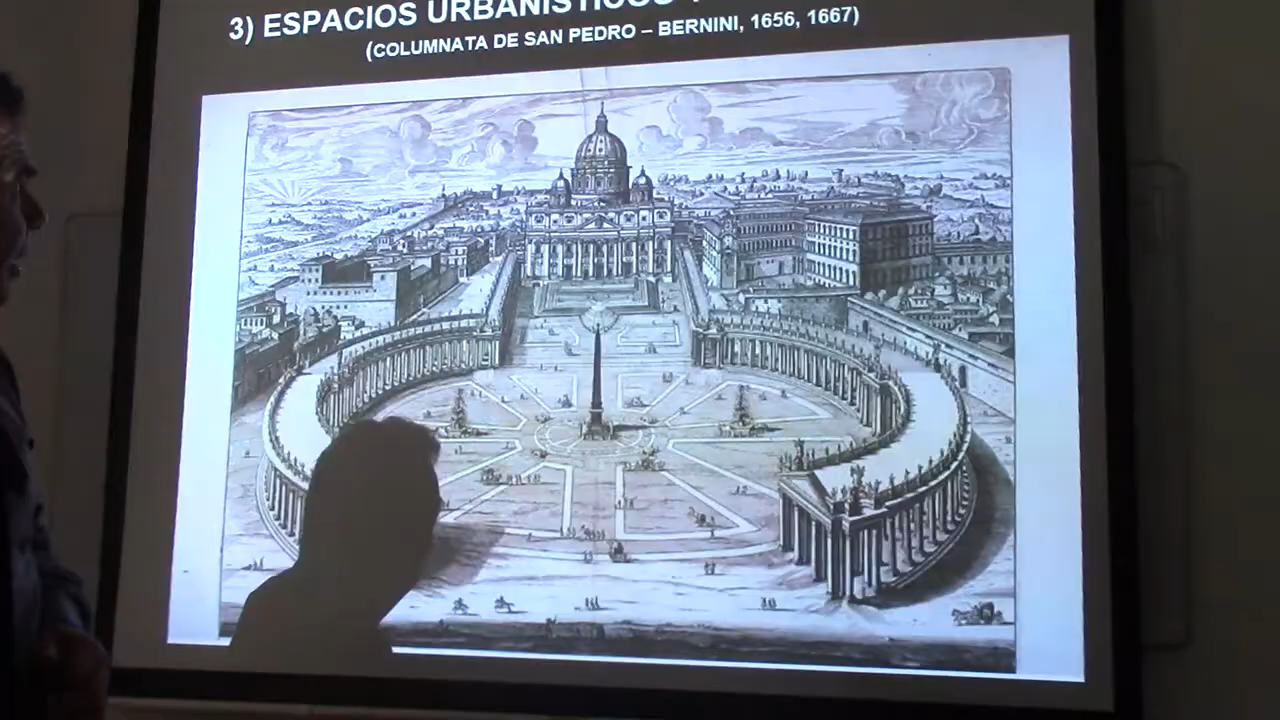 3) ESPACIOS URBANÍSTICOS
(COLUMNATA DE SAN PEDRO – BERNINI, 1656, 1667)